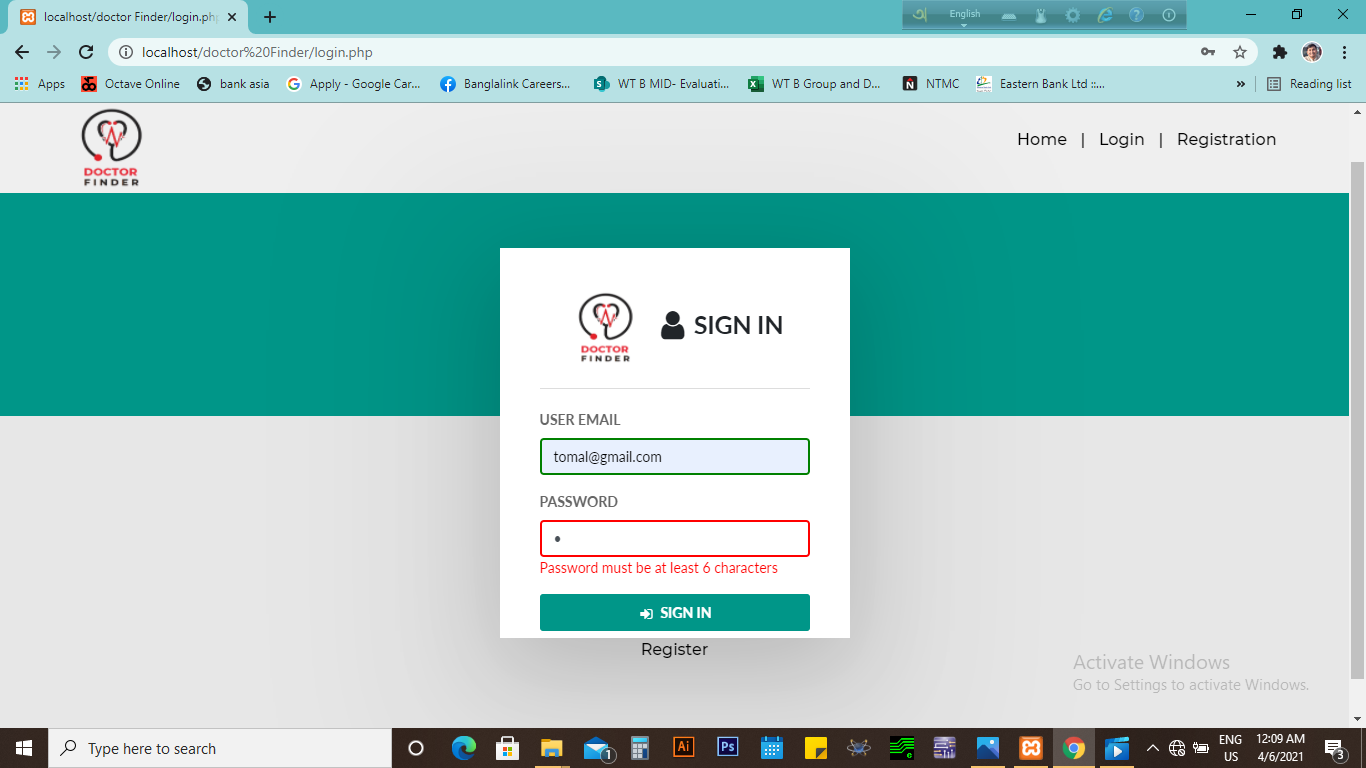 localhost/doctor Finder/login.php
English
localhost/doctor%20Finder/login.php
Apps
Octave Online
bank asia
Apply - Google Car...
Banglalink Careers...
WT B MID- Evaluati...
WT B Group and D...
NTMC
Eastern Bank Ltd ::...
»
Reading list
DOCTOR
FINDER
Home | Login | Registration
DOCTOR
FINDER
SIGN IN
USER EMAIL
tomal@gmail.com
PASSWORD
Password must be at least 6 characters
SIGN IN
Register
Activate Windows
Go to Settings to activate Windows.
Type here to search
1
Ai
Ps
ENG
US
12:09 AM
4/6/2021
3